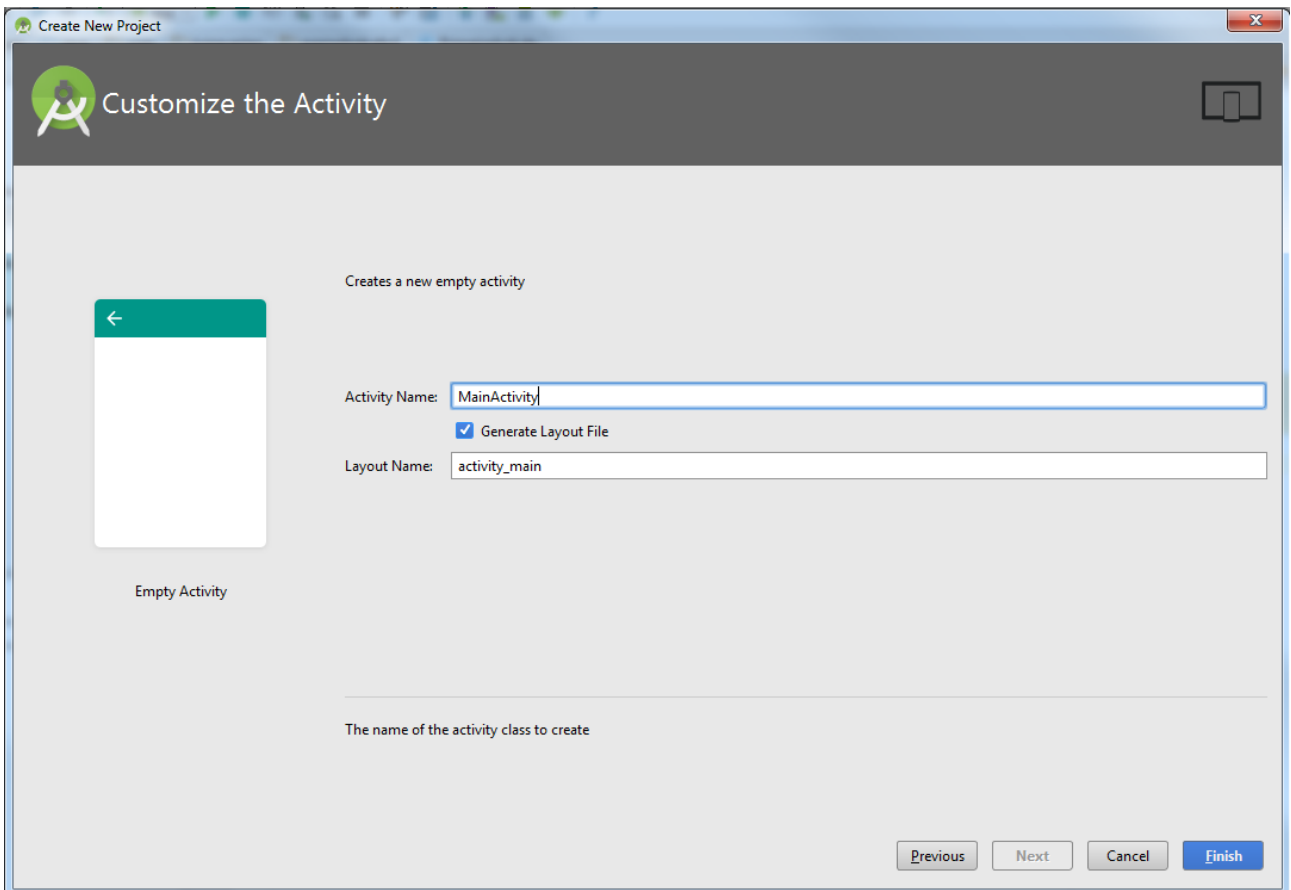 Create New Project
Customize the Activity
Creates a new empty activity
Activity Name: MainActivity
Generate Layout File
Layout Name: activity_main
Empty Activity
The name of the activity class to create
Previous Next Cancel Finish